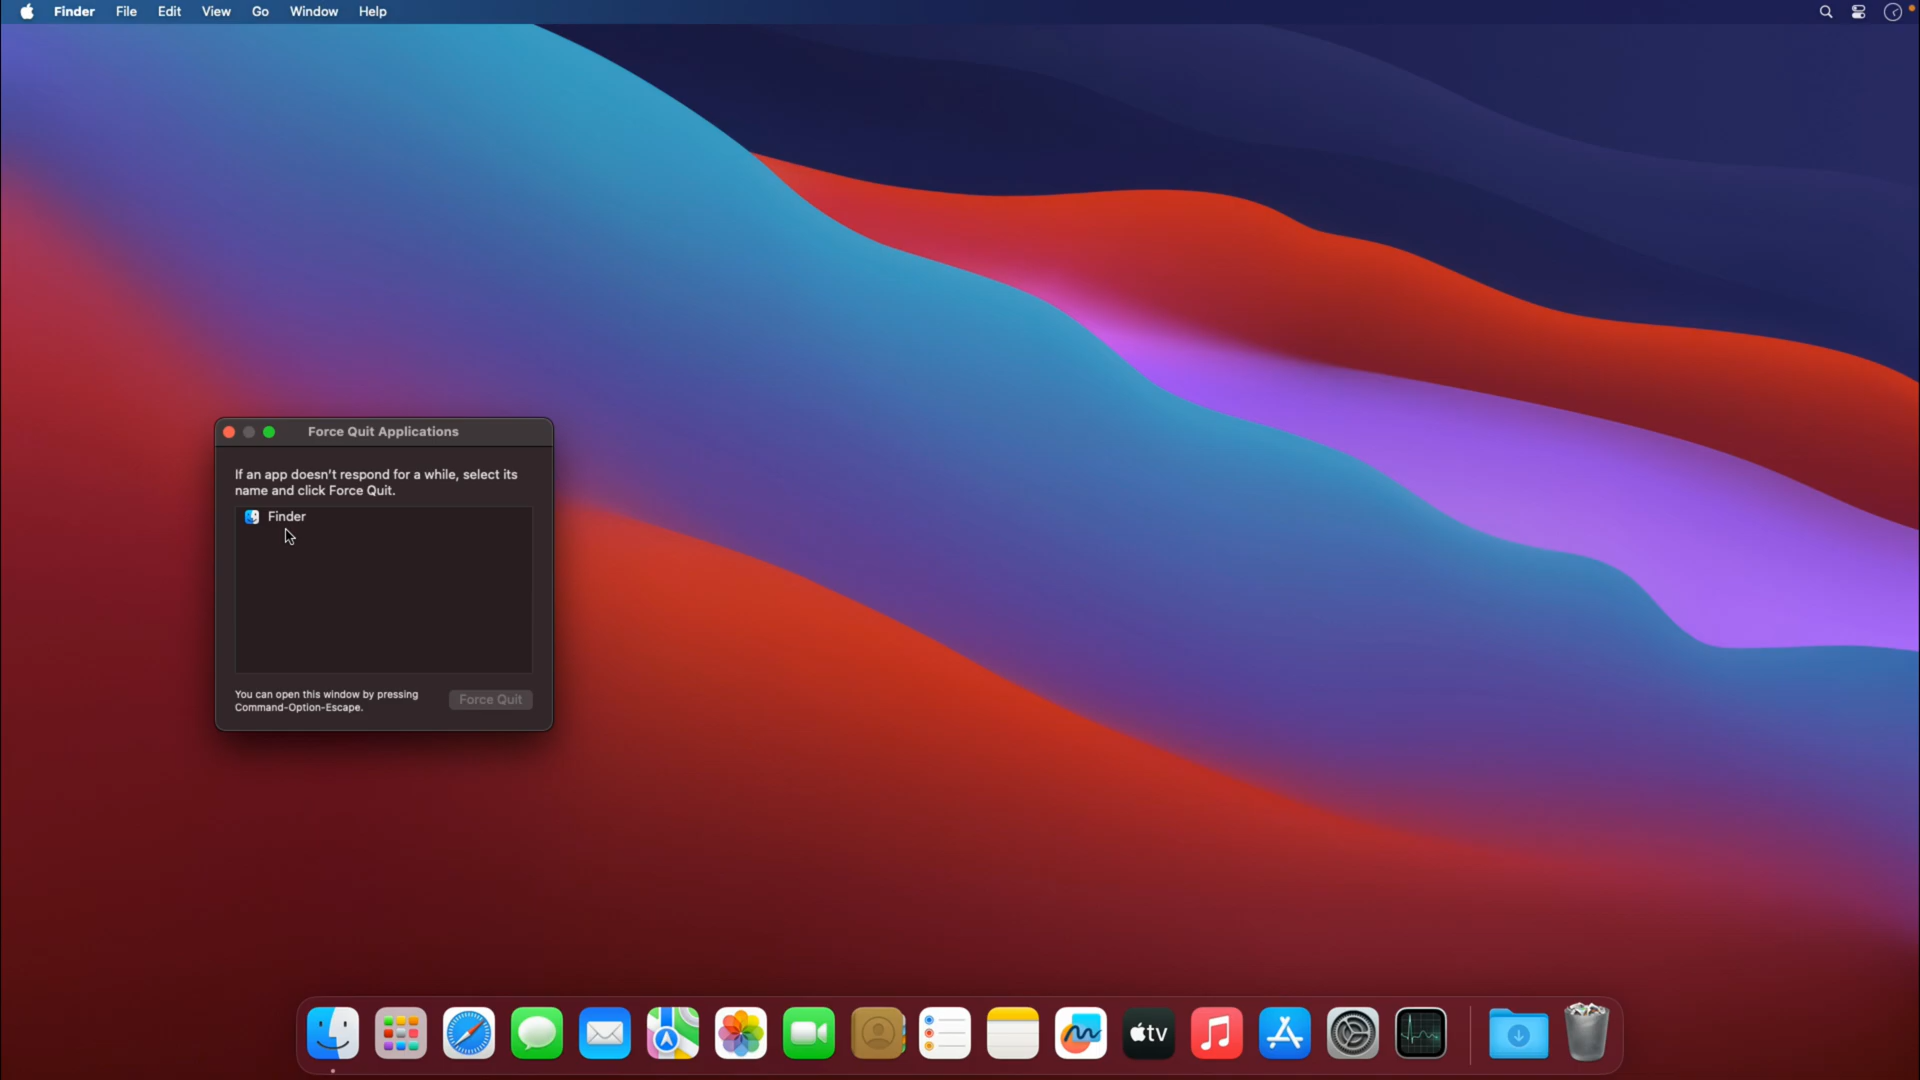 Finder File Edit View Go Window Help
Force Quit Applications
If an app doesn't respond for a while, select its
name and click Force Quit.
Finder
You can open this window by pressing
Command-Option-Escape.
Force Quit
tv